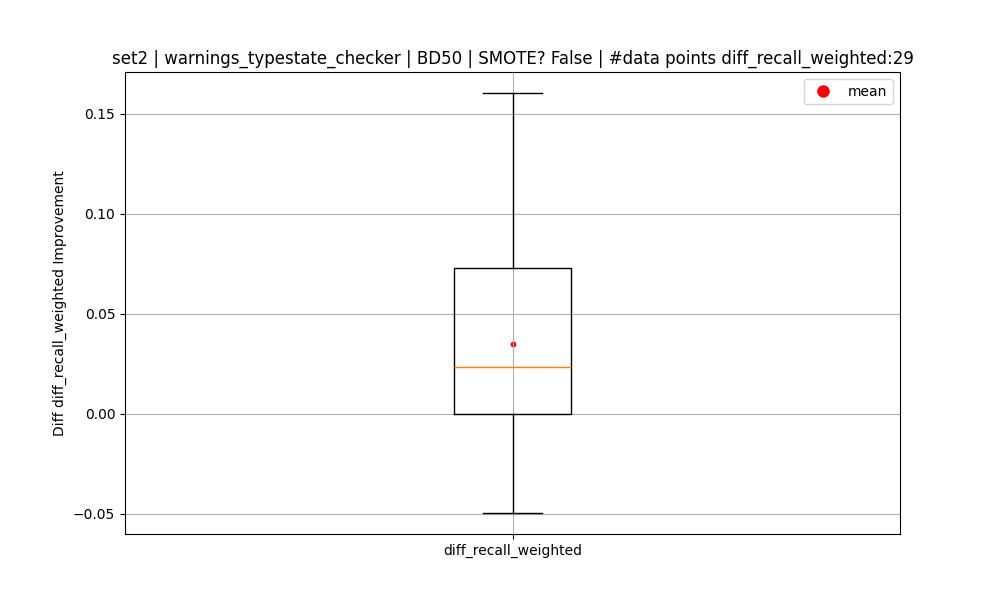 set2 | warnings_typestate_checker | BD50 | SMOTE? False | #data points diff_recall_weighted:29
mean
Diff diff_recall_weighted Improvement
0.15
0.10
0.05
0.00
−0.05
diff_recall_weighted